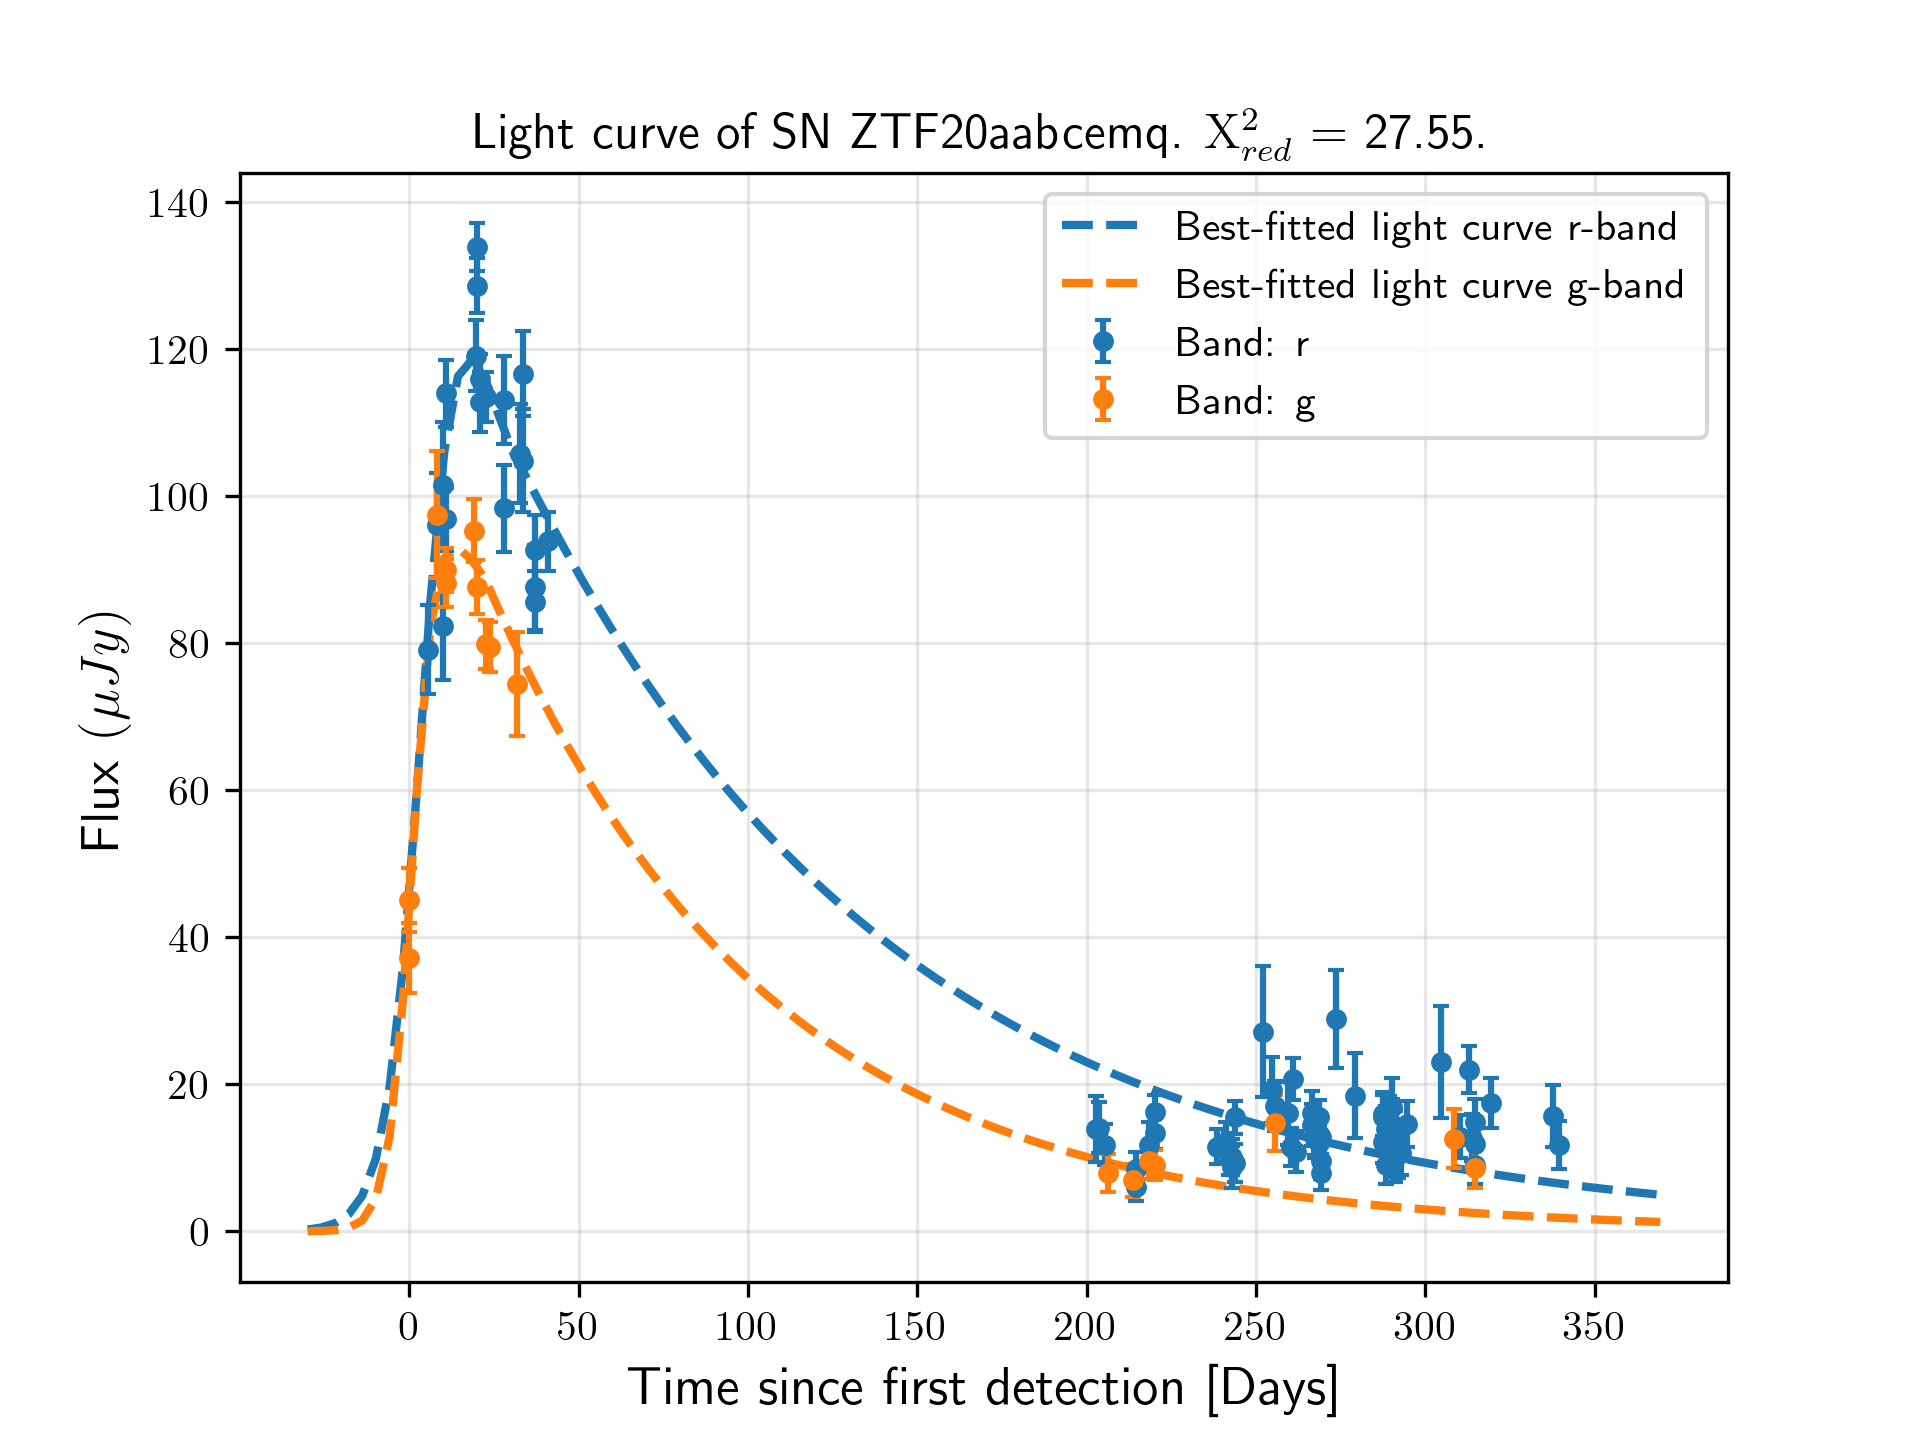 Light curve of SN ZTF20aabcemq. X²_red = 27.55.
Best-fitted light curve r-band
Best-fitted light curve g-band
Band: r
Band: g
140
120
100
80
60
40
20
0
Flux (μJy)
0 50 100 150 200 250 300 350
Time since first detection [Days]